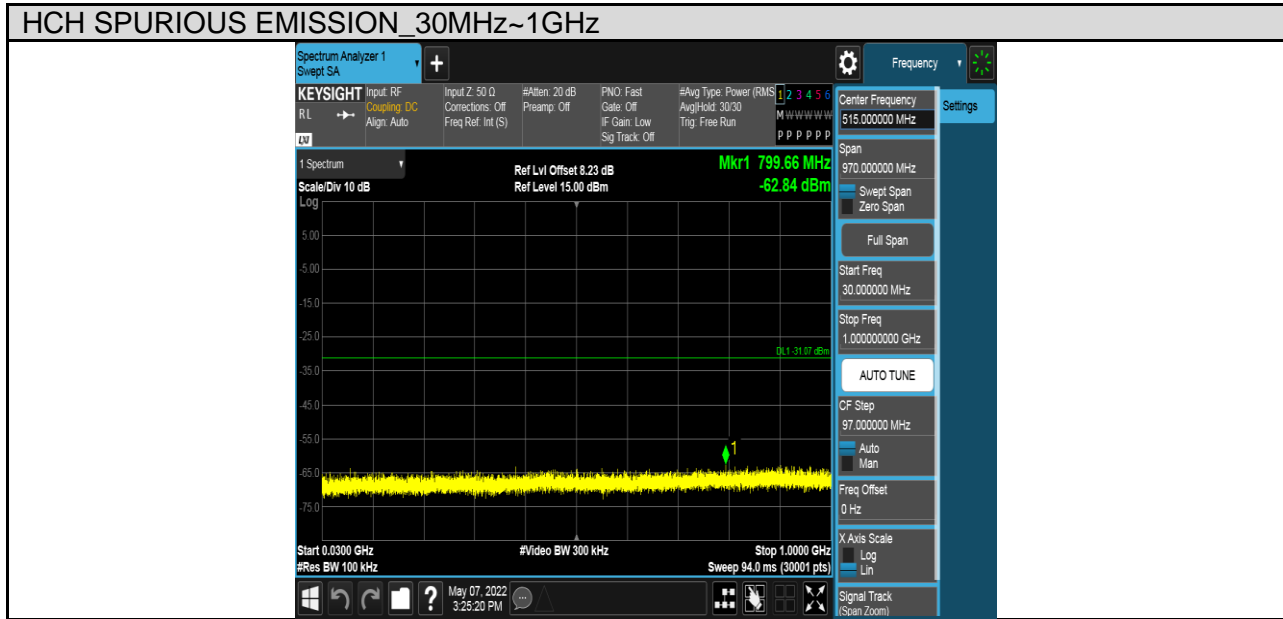 HCH SPURIOUS EMISSION_30MHz~1GHz
Spectrum Analyzer 1
Swept SA
+
Frequency
KEYSIGHT
RL
LXI
Input: RF
Coupling: DC
Align: Auto
Input Z: 50 Ω
Corrections: Off
Freq Ref: Int (S)
#Atten: 20 dB
Preamp: Off
PNO: Fast
Gate: Off
IF Gain: Low
Sig Track: Off
#Avg Type: Power (RMS
Avg|Hold: 30/30
Trig: Free Run
1 2 3 4 5 6
M W W W W W
P P P P P P
Center Frequency
515.000000 MHz
Settings
1 Spectrum
Scale/Div 10 dB
Ref Lvl Offset 8.23 dB
Ref Level 15.00 dBm
Mkr1 799.66 MHz
-62.84 dBm
Span
970.000000 MHz
Swept Span
Zero Span
Full Span
Start Freq
30.000000 MHz
Stop Freq
1.000000000 GHz
AUTO TUNE
CF Step
97.000000 MHz
Auto
Man
Freq Offset
0 Hz
X Axis Scale
Log
Lin
Signal Track
(Span Zoom)
Log
5.00
-5.00
-15.0
-25.0
DL1 -31.07 dBm
-35.0
-45.0
-55.0
1
-65.0
-75.0
Start 0.0300 GHz
#Video BW 300 kHz
Stop 1.0000 GHz
#Res BW 100 kHz
Sweep 94.0 ms (30001 pts)
?
May 07, 2022
3:25:20 PM